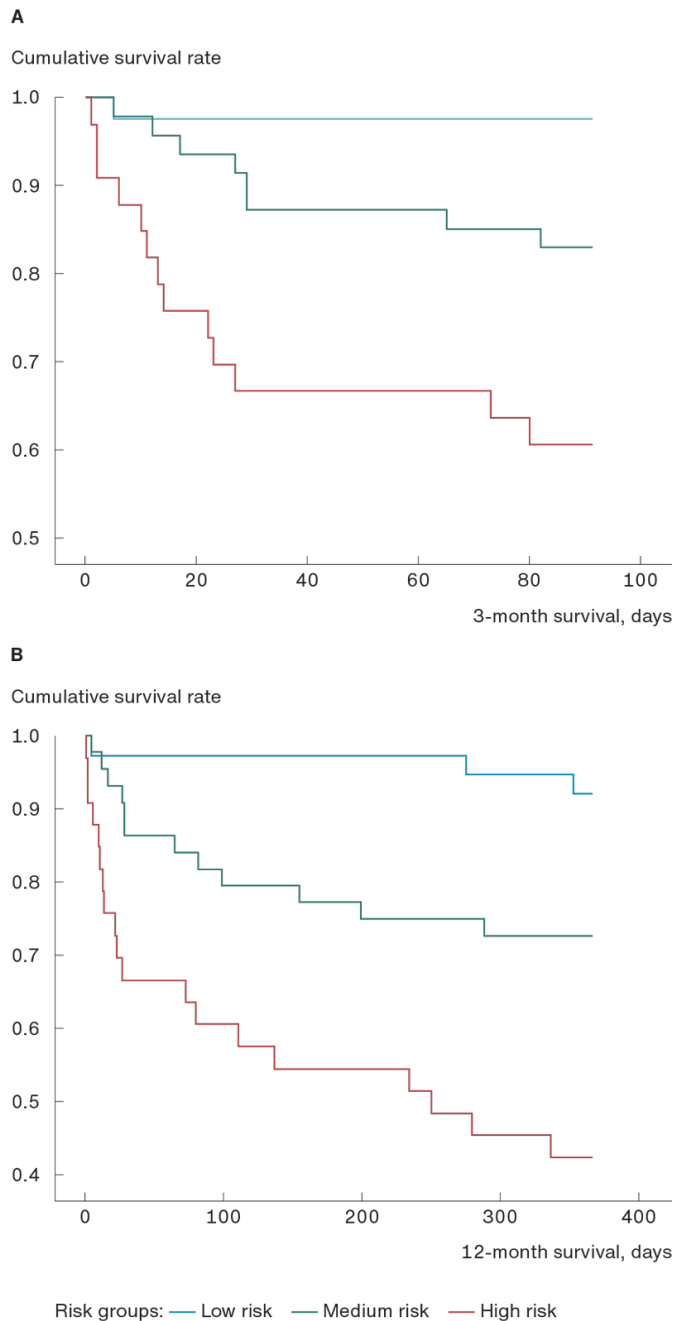 A
Cumulative survival rate
1.0
0.9
0.8
0.7
0.6
0.5
0 20 40 60 80 100
3-month survival, days
B
Cumulative survival rate
1.0
0.9
0.8
0.7
0.6
0.5
0.4
0 100 200 300 400
12-month survival, days
Risk groups: Low risk Medium risk High risk